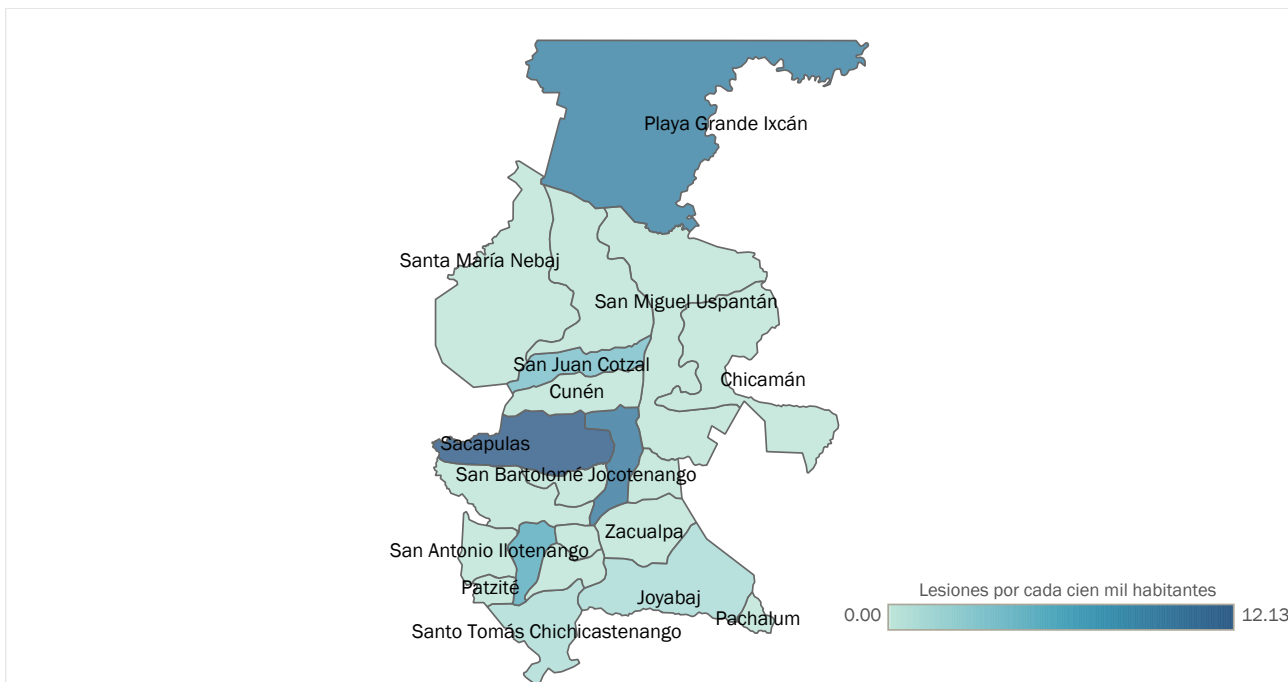 Playa Grande Ixcán
Santa María Nebaj
San Miguel Uspantán
San Juan Cotzal
Chicamán
Cunén
Sacapulas
San Bartolomé Jocotenango
Zacualpa
San Antonio Ilotenango
Patzité
Joyabaj
Pachalum
Santo Tomás Chichicastenango
Lesiones por cada cien mil habitantes
0.00
12.13